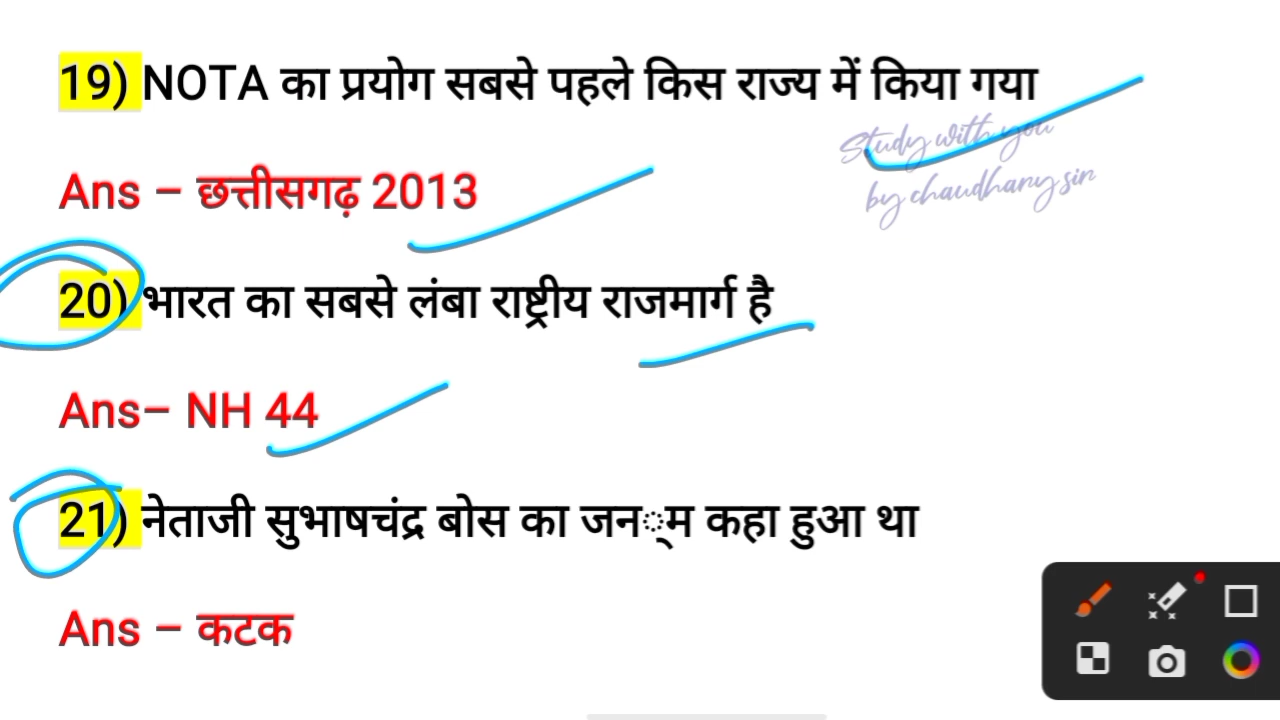 19) NOTA का प्रयोग सबसे पहले किस राज्य में किया गया
Study with you
by chaudhary sir
Ans – छत्तीसगढ़ 2013
20) भारत का सबसे लंबा राष्ट्रीय राजमार्ग है
Ans– NH 44
21) नेताजी सुभाषचंद्र बोस का जन◌्म कहा हुआ था
Ans – कटक